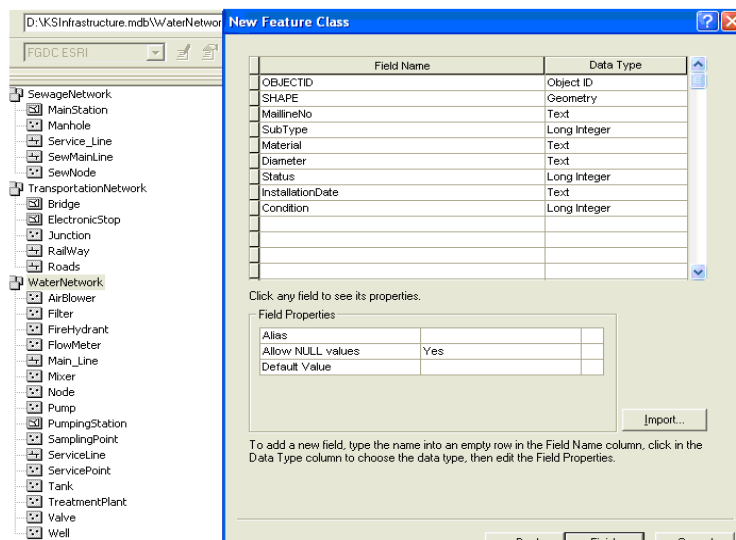 D:\KSInfrastructure.mdb\WaterNetwor
New Feature Class
FGDC ESRI
SewageNetwork
MainStation
Manhole
Service_Line
SewMainLine
SewNode
TransportationNetwork
Bridge
ElectronicStop
Junction
RailWay
Roads
WaterNetwork
AirBlower
Filter
FireHydrant
FlowMeter
Main_Line
Mixer
Node
Pump
PumpingStation
SamplingPoint
ServiceLine
ServicePoint
Tank
TreatmentPlant
Valve
Well
Field Name Data Type
OBJECTID Object ID
SHAPE Geometry
MaillineNo Text
SubType Long Integer
Material Text
Diameter Text
Status Long Integer
InstallationDate Text
Condition Long Integer
Click any field to see its properties.
Field Properties
Alias
Allow NULL values Yes
Default Value
Import...
To add a new field, type the name into an empty row in the Field Name column, click in the
Data Type column to choose the data type, then edit the Field Properties.